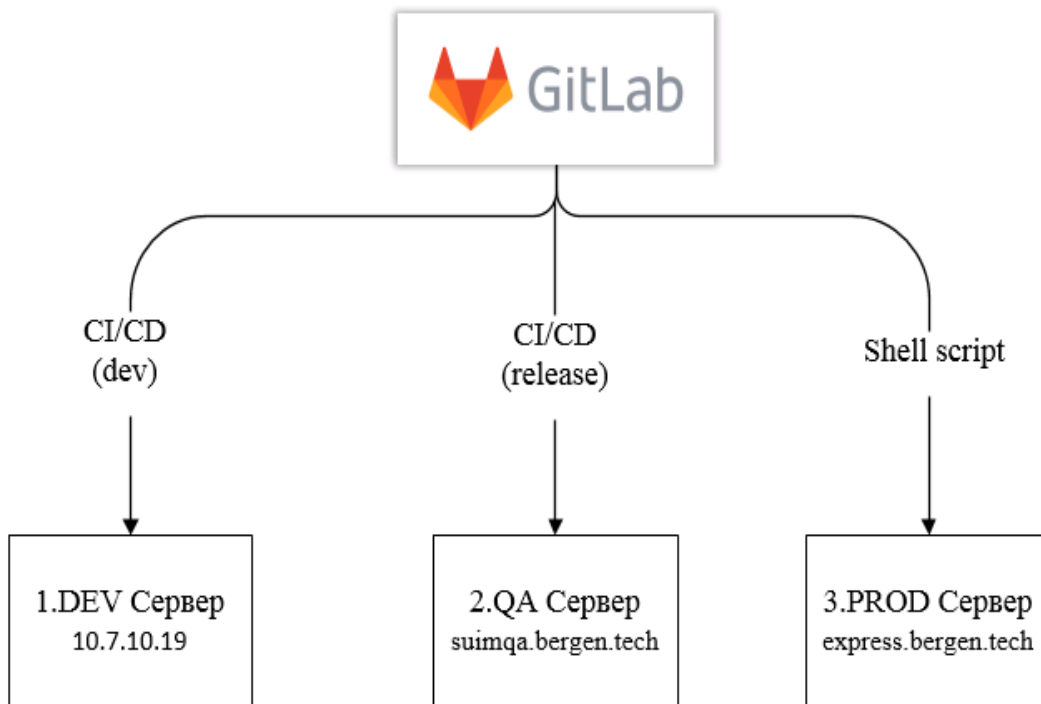 GitLab
CI/CD
(dev)
CI/CD
(release)
Shell script
1.DEV Сервер
10.7.10.19
2.QA Сервер
suimqa.bergen.tech
3.PROD Сервер
express.bergen.tech